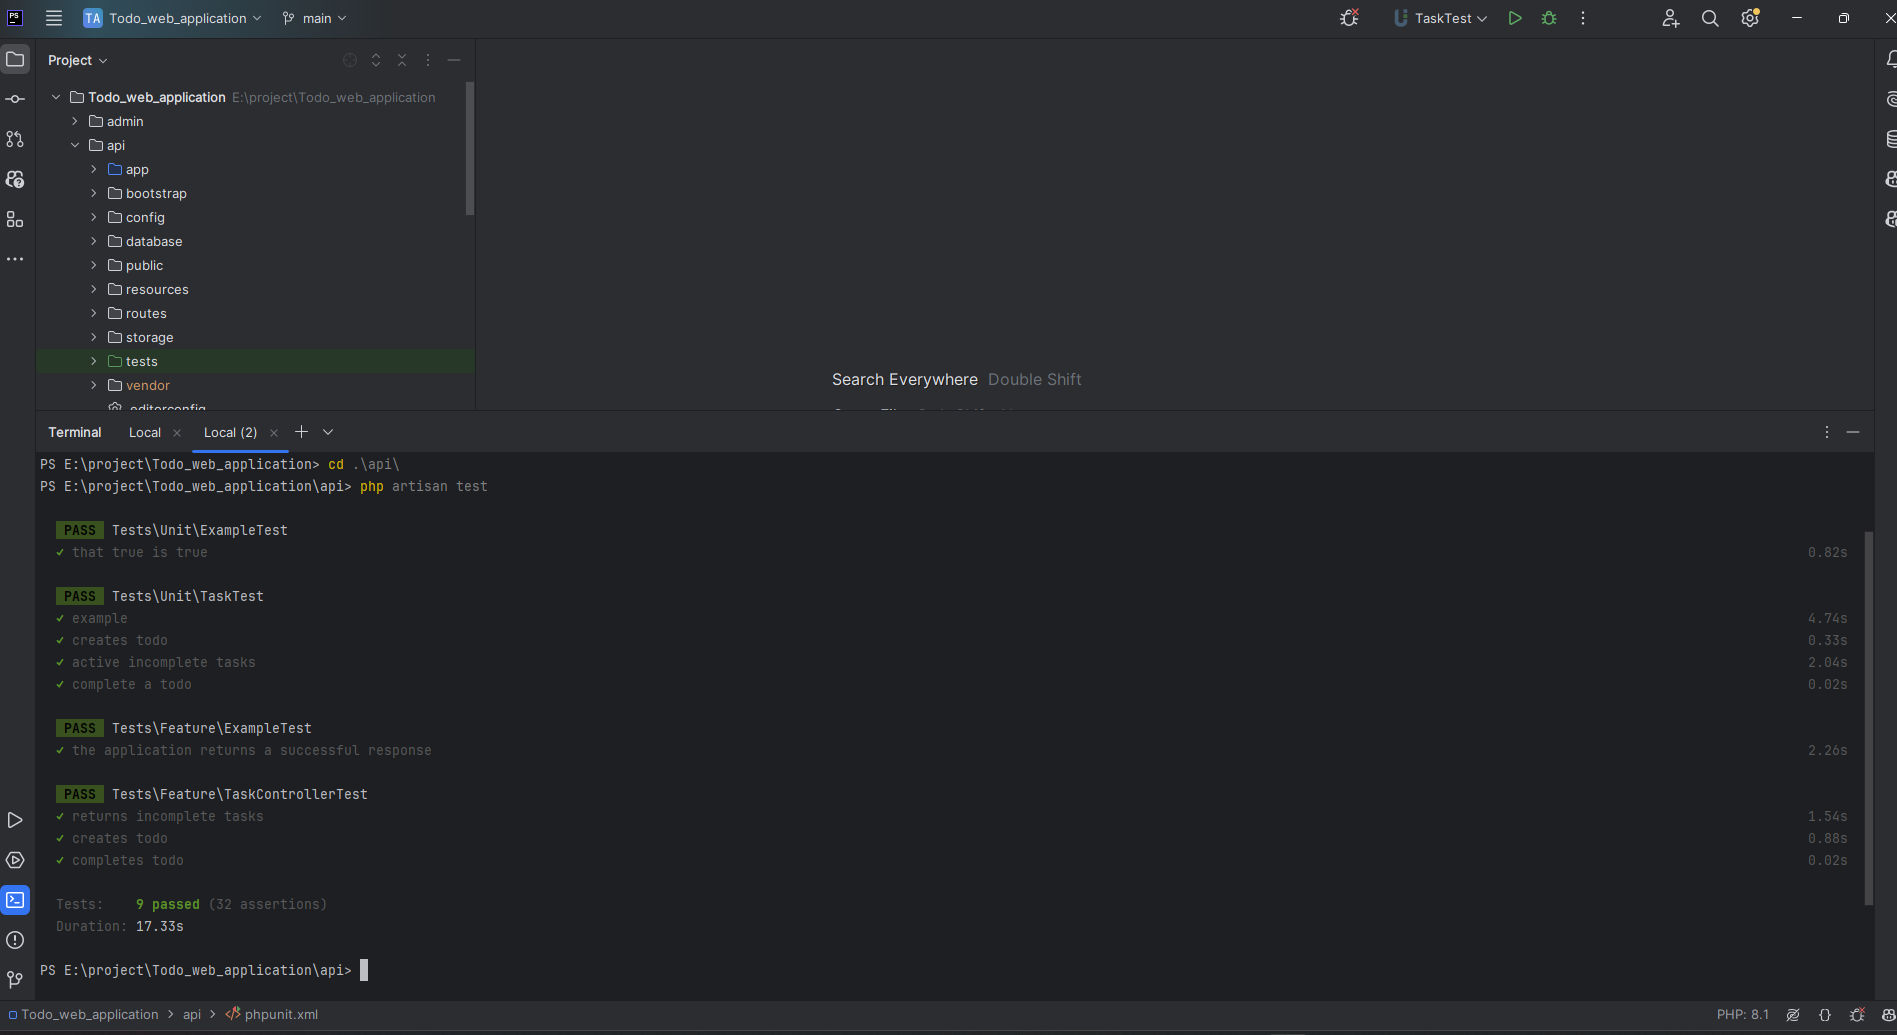 TA Todo_web_application main TaskTest
Project
Todo_web_application E:\project\Todo_web_application
admin
api
app
bootstrap
config
database
public
resources
routes
storage
tests
vendor
.editorconfig
Search Everywhere Double Shift
Terminal Local Local (2)
PS E:\project\Todo_web_application> cd .\api\
PS E:\project\Todo_web_application\api> php artisan test
PASS Tests\Unit\ExampleTest
✓ that true is true 0.82s
PASS Tests\Unit\TaskTest
✓ example 4.74s
✓ creates todo 0.33s
✓ active incomplete tasks 2.04s
✓ complete a todo 0.02s
PASS Tests\Feature\ExampleTest
✓ the application returns a successful response 2.26s
PASS Tests\Feature\TaskControllerTest
✓ returns incomplete tasks 1.54s
✓ creates todo 0.88s
✓ completes todo 0.02s
Tests: 9 passed (32 assertions)
Duration: 17.33s
PS E:\project\Todo_web_application\api>
Todo_web_application > api > phpunit.xml PHP: 8.1